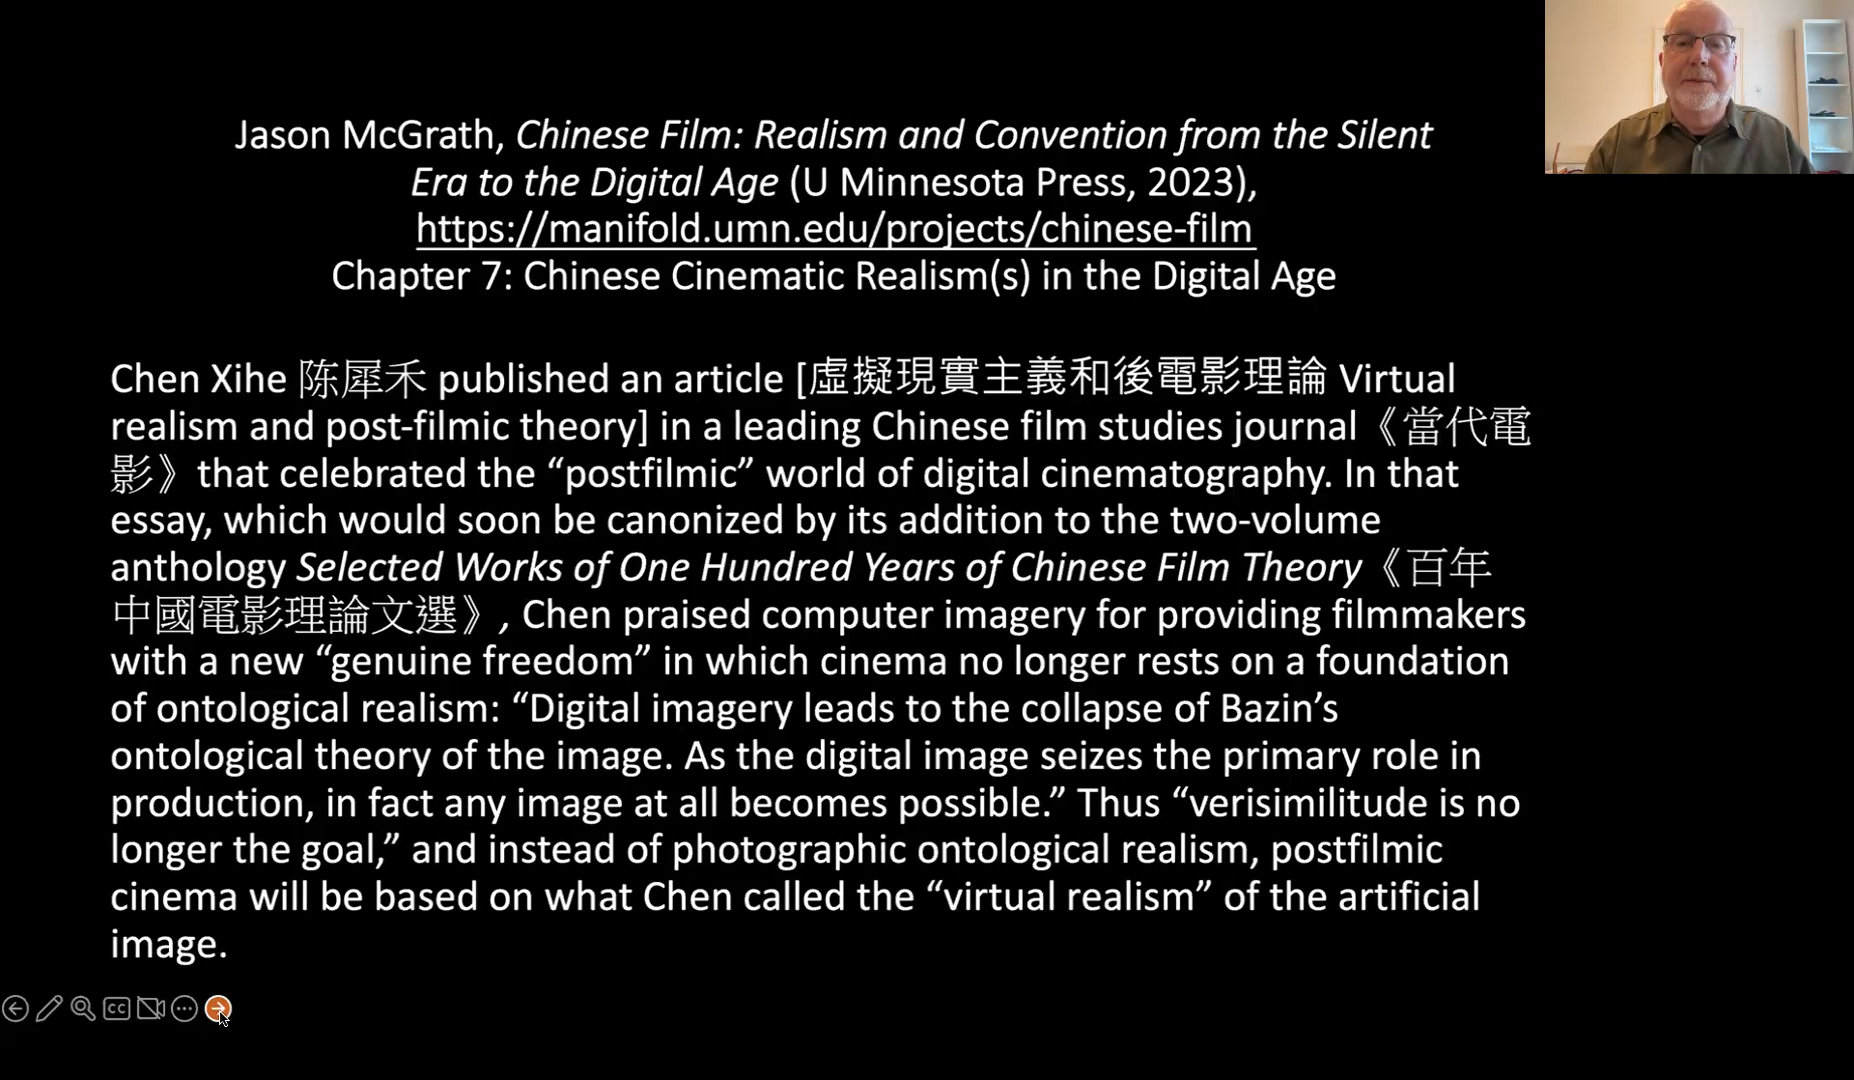 Jason McGrath, Chinese Film: Realism and Convention from the Silent
Era to the Digital Age (U Minnesota Press, 2023),
https://manifold.umn.edu/projects/chinese-film
Chapter 7: Chinese Cinematic Realism(s) in the Digital Age
Chen Xihe 陈犀禾 published an article [虛擬現實主義和後電影理論 Virtual
realism and post-filmic theory] in a leading Chinese film studies journal《當代電
影》that celebrated the “postfilmic” world of digital cinematography. In that
essay, which would soon be canonized by its addition to the two-volume
anthology Selected Works of One Hundred Years of Chinese Film Theory《百年
中國電影理論文選》, Chen praised computer imagery for providing filmmakers
with a new “genuine freedom” in which cinema no longer rests on a foundation
of ontological realism: “Digital imagery leads to the collapse of Bazin’s
ontological theory of the image. As the digital image seizes the primary role in
production, in fact any image at all becomes possible.” Thus “verisimilitude is no
longer the goal,” and instead of photographic ontological realism, postfilmic
cinema will be based on what Chen called the “virtual realism” of the artificial
image.
CC